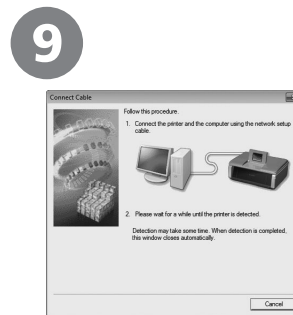 9
Connect Cable
Follow this procedure.
1. Connect the printer and the computer using the network setup
cable.
2. Please wait for a while until the printer is detected.
Detection may take some time. When detection is completed,
this window closes automatically.
Cancel